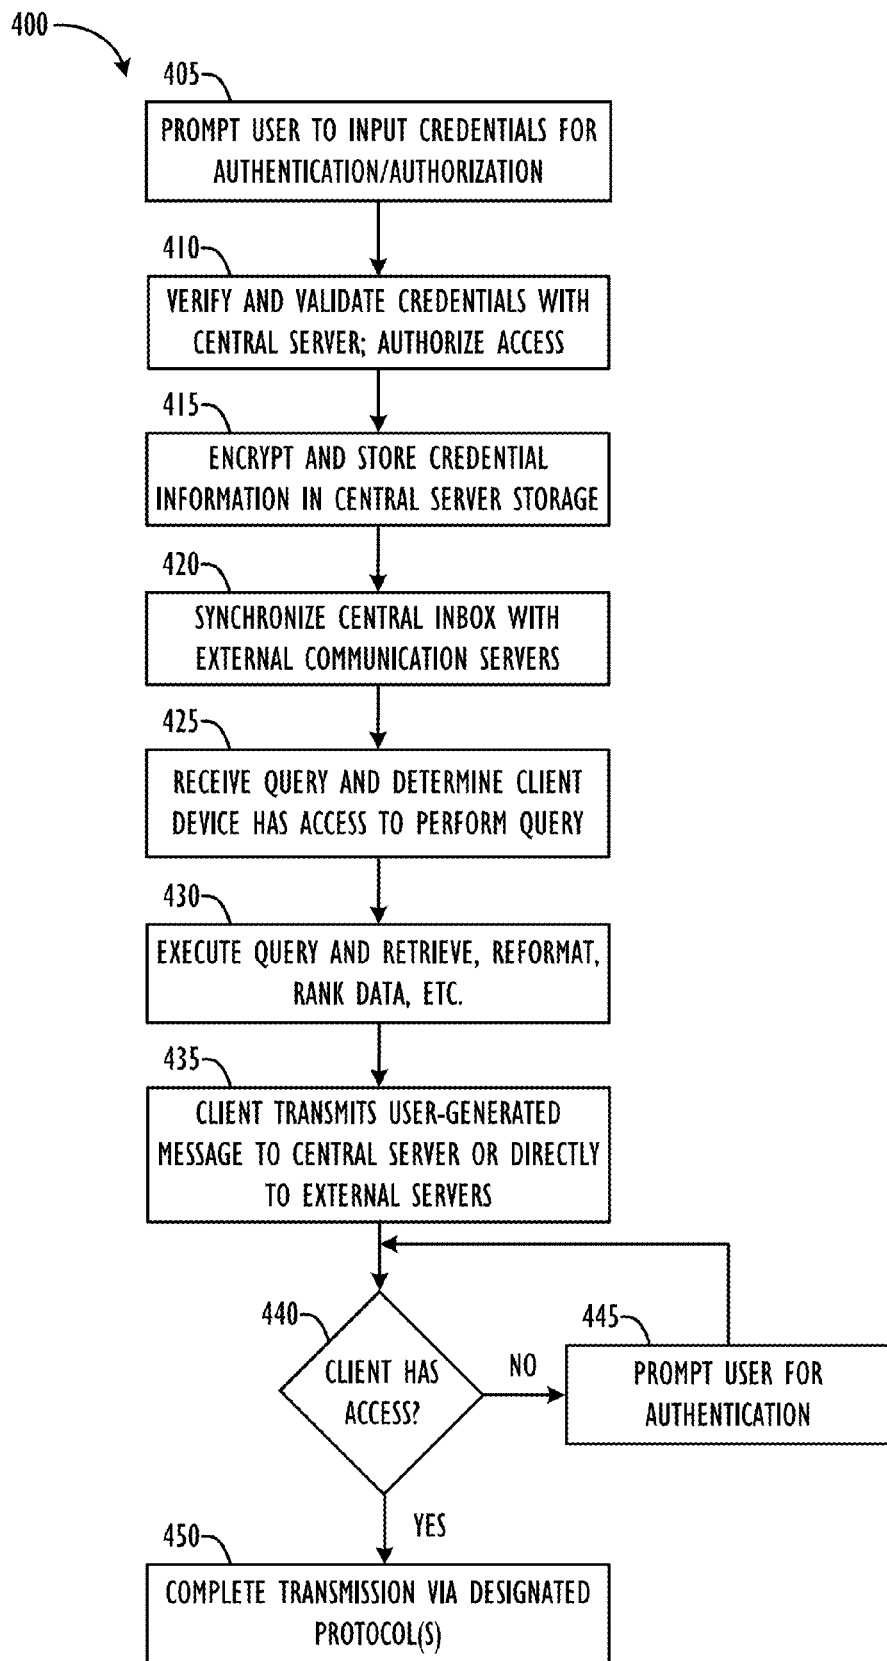 400
405
PROMPT USER TO INPUT CREDENTIALS FOR
AUTHENTICATION/AUTHORIZATION
410
VERIFY AND VALIDATE CREDENTIALS WITH
CENTRAL SERVER; AUTHORIZE ACCESS
415
ENCRYPT AND STORE CREDENTIAL
INFORMATION IN CENTRAL SERVER STORAGE
420
SYNCHRONIZE CENTRAL INBOX WITH
EXTERNAL COMMUNICATION SERVERS
425
RECEIVE QUERY AND DETERMINE CLIENT
DEVICE HAS ACCESS TO PERFORM QUERY
430
EXECUTE QUERY AND RETRIEVE, REFORMAT,
RANK DATA, ETC.
435
CLIENT TRANSMITS USER-GENERATED
MESSAGE TO CENTRAL SERVER OR DIRECTLY
TO EXTERNAL SERVERS
440
CLIENT HAS
ACCESS?
NO
445
PROMPT USER FOR
AUTHENTICATION
YES
450
COMPLETE TRANSMISSION VIA DESIGNATED
PROTOCOL(S)